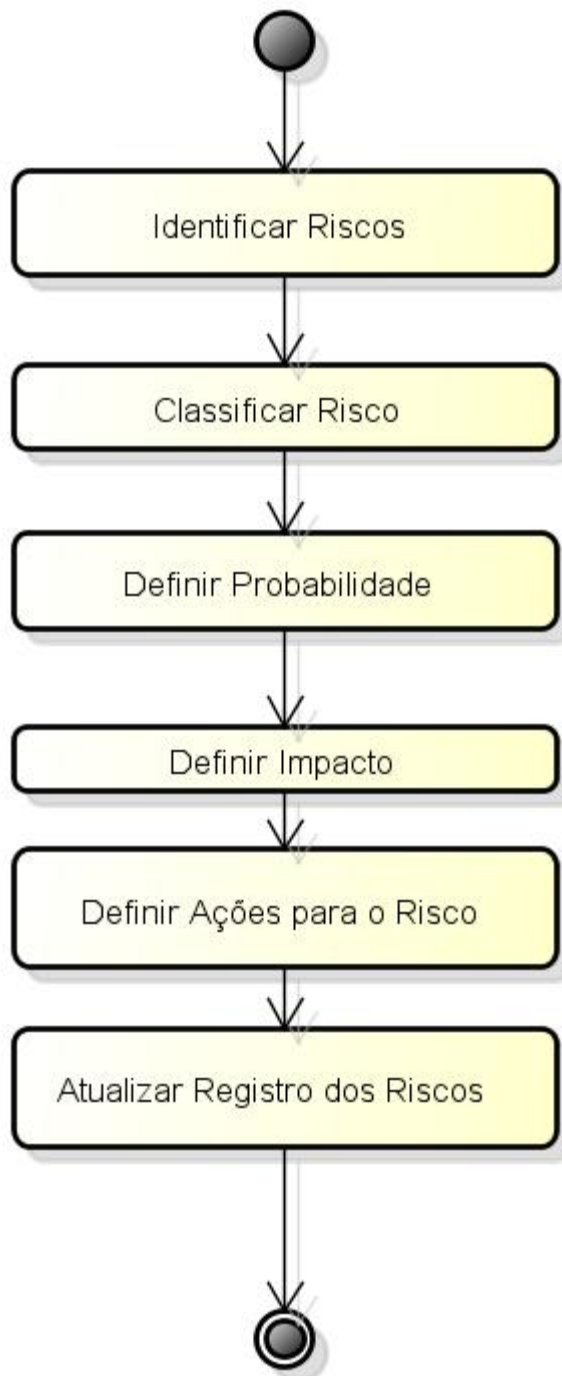 Identificar Riscos
Classificar Risco
Definir Probabilidade
Definir Impacto
Definir Ações para o Risco
Atualizar Registro dos Riscos